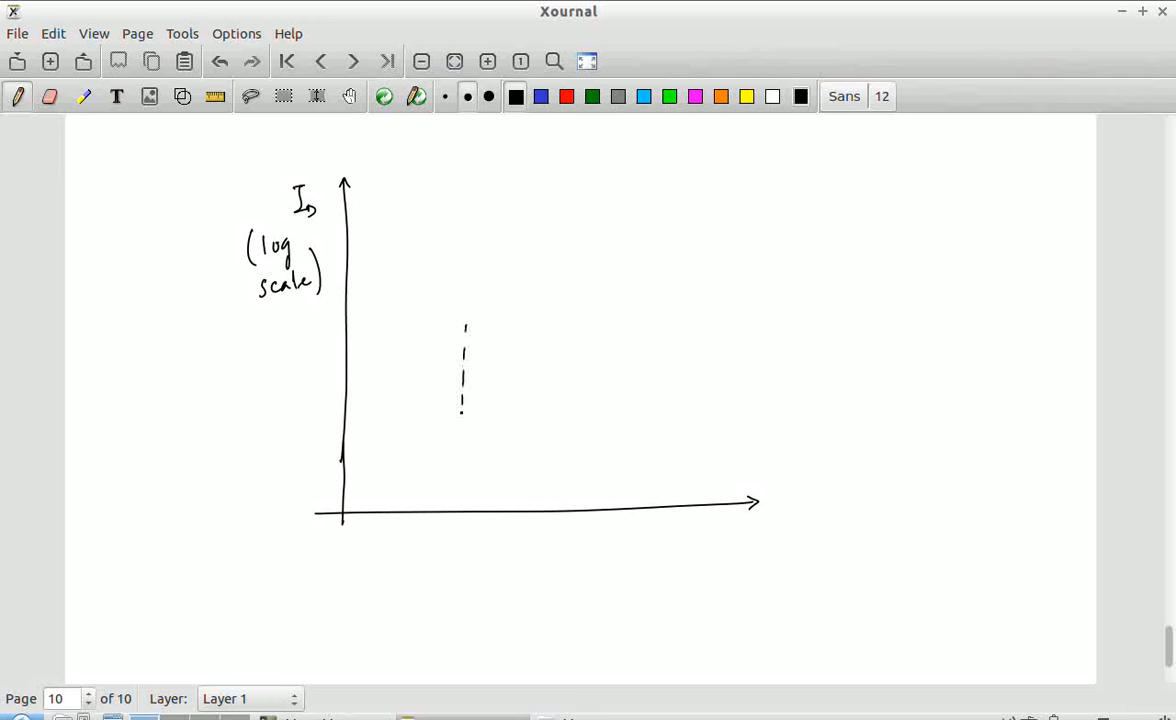 Xournal
File Edit View Page Tools Options Help
Sans 12
I_D
(log
scale)
Page 10 of 10 Layer: Layer 1